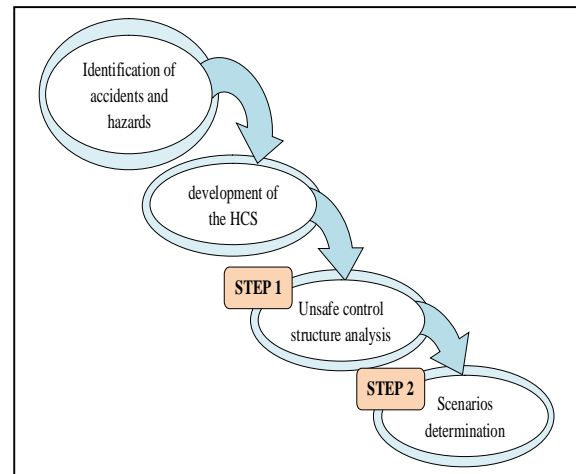 Identification of
accidents and
hazards
development of
the HCS
STEP 1
Unsafe control
structure analysis
STEP 2
Scenarios
determination